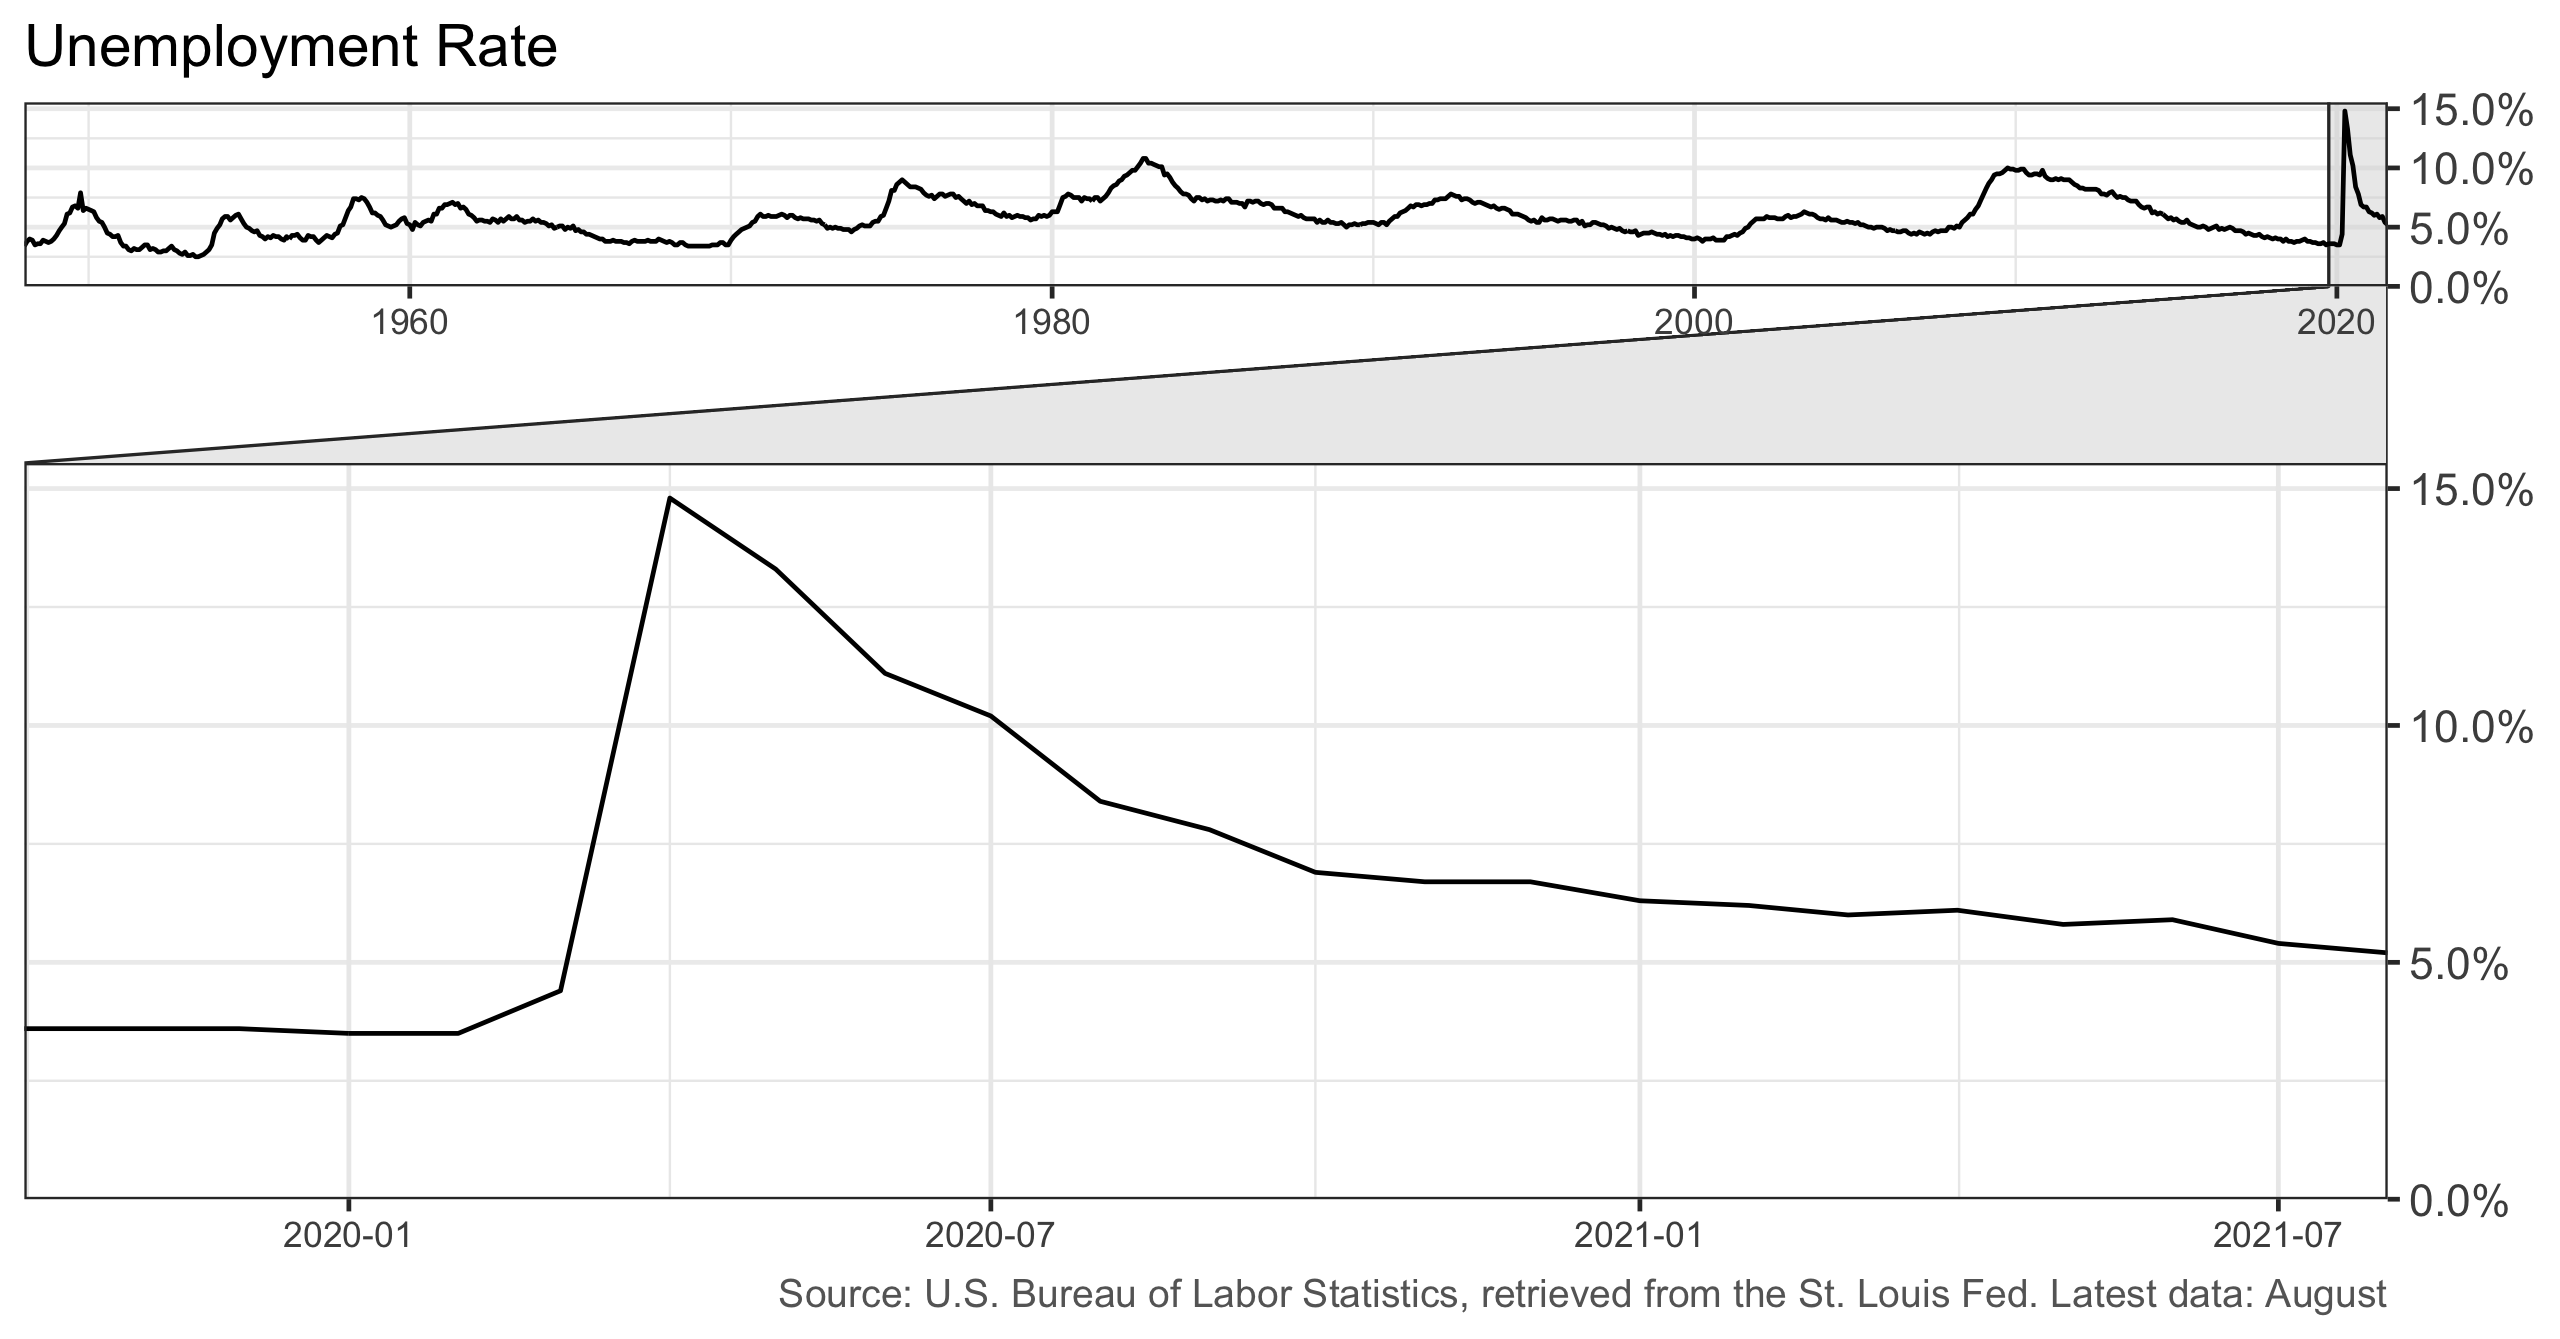 Unemployment Rate
15.0%
10.0%
5.0%
0.0%
1960 1980 2000 2020
15.0%
10.0%
5.0%
0.0%
2020-01 2020-07 2021-01 2021-07
Source: U.S. Bureau of Labor Statistics, retrieved from the St. Louis Fed. Latest data: August